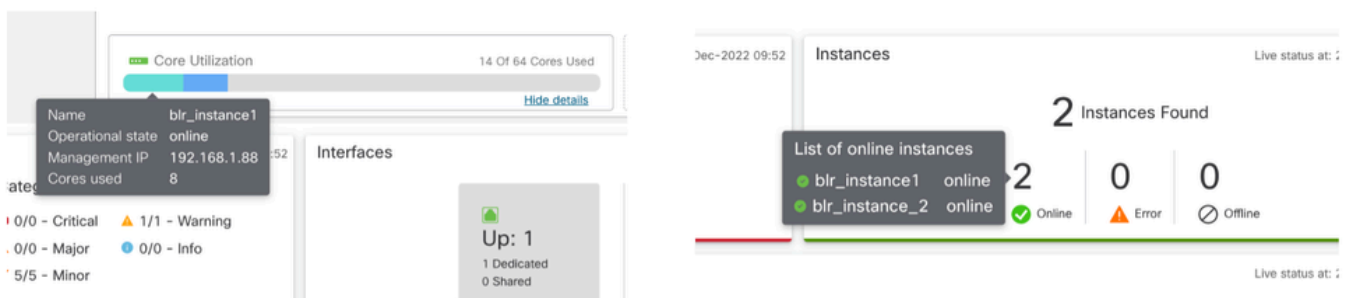 Core Utilization 14 Of 64 Cores Used
Hide details
Name blr_instance1
Operational state online
Management IP 192.168.1.88
Cores used 8
:52
Interfaces
0/0 - Critical 1/1 - Warning
0/0 - Major 0/0 - Info
5/5 - Minor
Up: 1
1 Dedicated
0 Shared
Dec-2022 09:52
Instances
Live status at:
2 Instances Found
List of online instances
blr_instance1 online
blr_instance_2 online
2 0 0
Online Error Offline
Live status at: